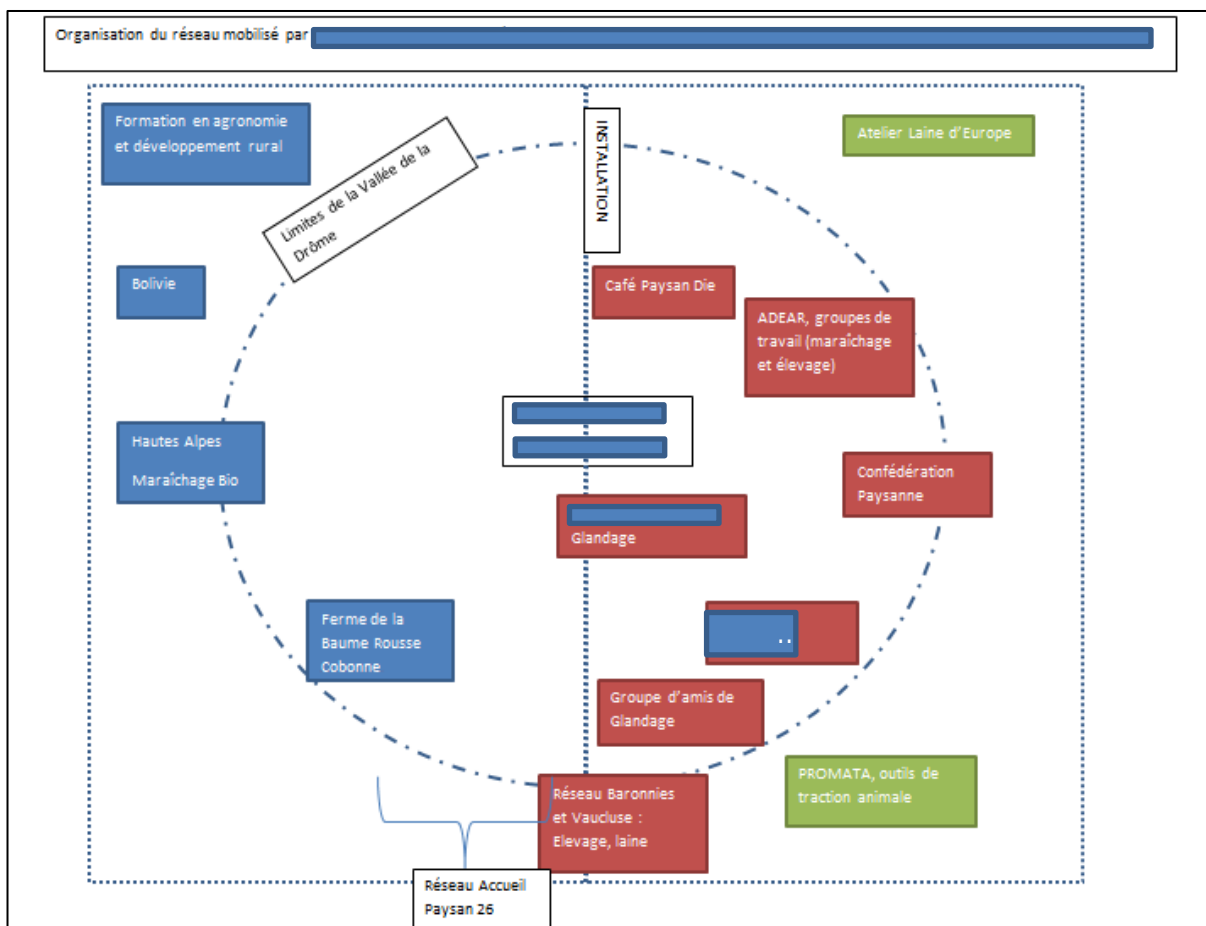 Organisation du réseau mobilisé par
Formation en agronomie
et développement rural
Atelier Laine d'Europe
INSTALLATION
Limites de la Vallée de la
Drôme
Bolivie
Café Paysan Die
ADEAR, groupes de
travail (maraîchage
et élevage)
Hautes Alpes
Maraîchage Bio
Confédération
Paysanne
Glandage
Ferme de la
Baume Rousse
Cobonne
..
Groupe d'amis de
Glandage
PROMATA, outils de
traction animale
Réseau Baronnies
et Vaucluse :
Elevage, laine
Réseau Accueil
Paysan 26